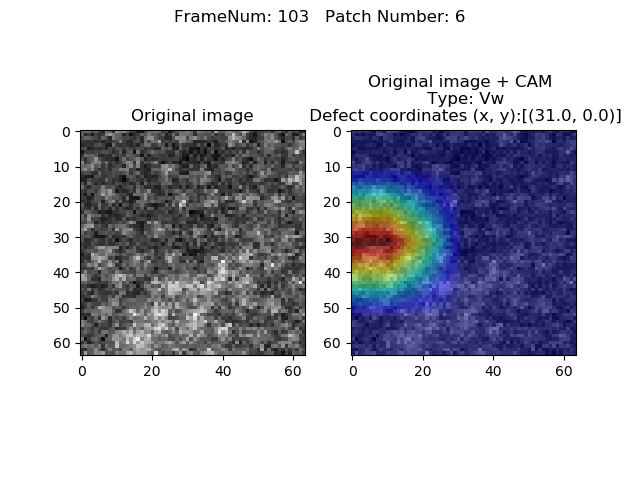 FrameNum: 103   Patch Number: 6
Original image
Original image + CAM
Type: Vw
Defect coordinates (x, y):[(31.0, 0.0)]
0
10
20
30
40
50
60
0 20 40 60
0
10
20
30
40
50
60
0 20 40 60